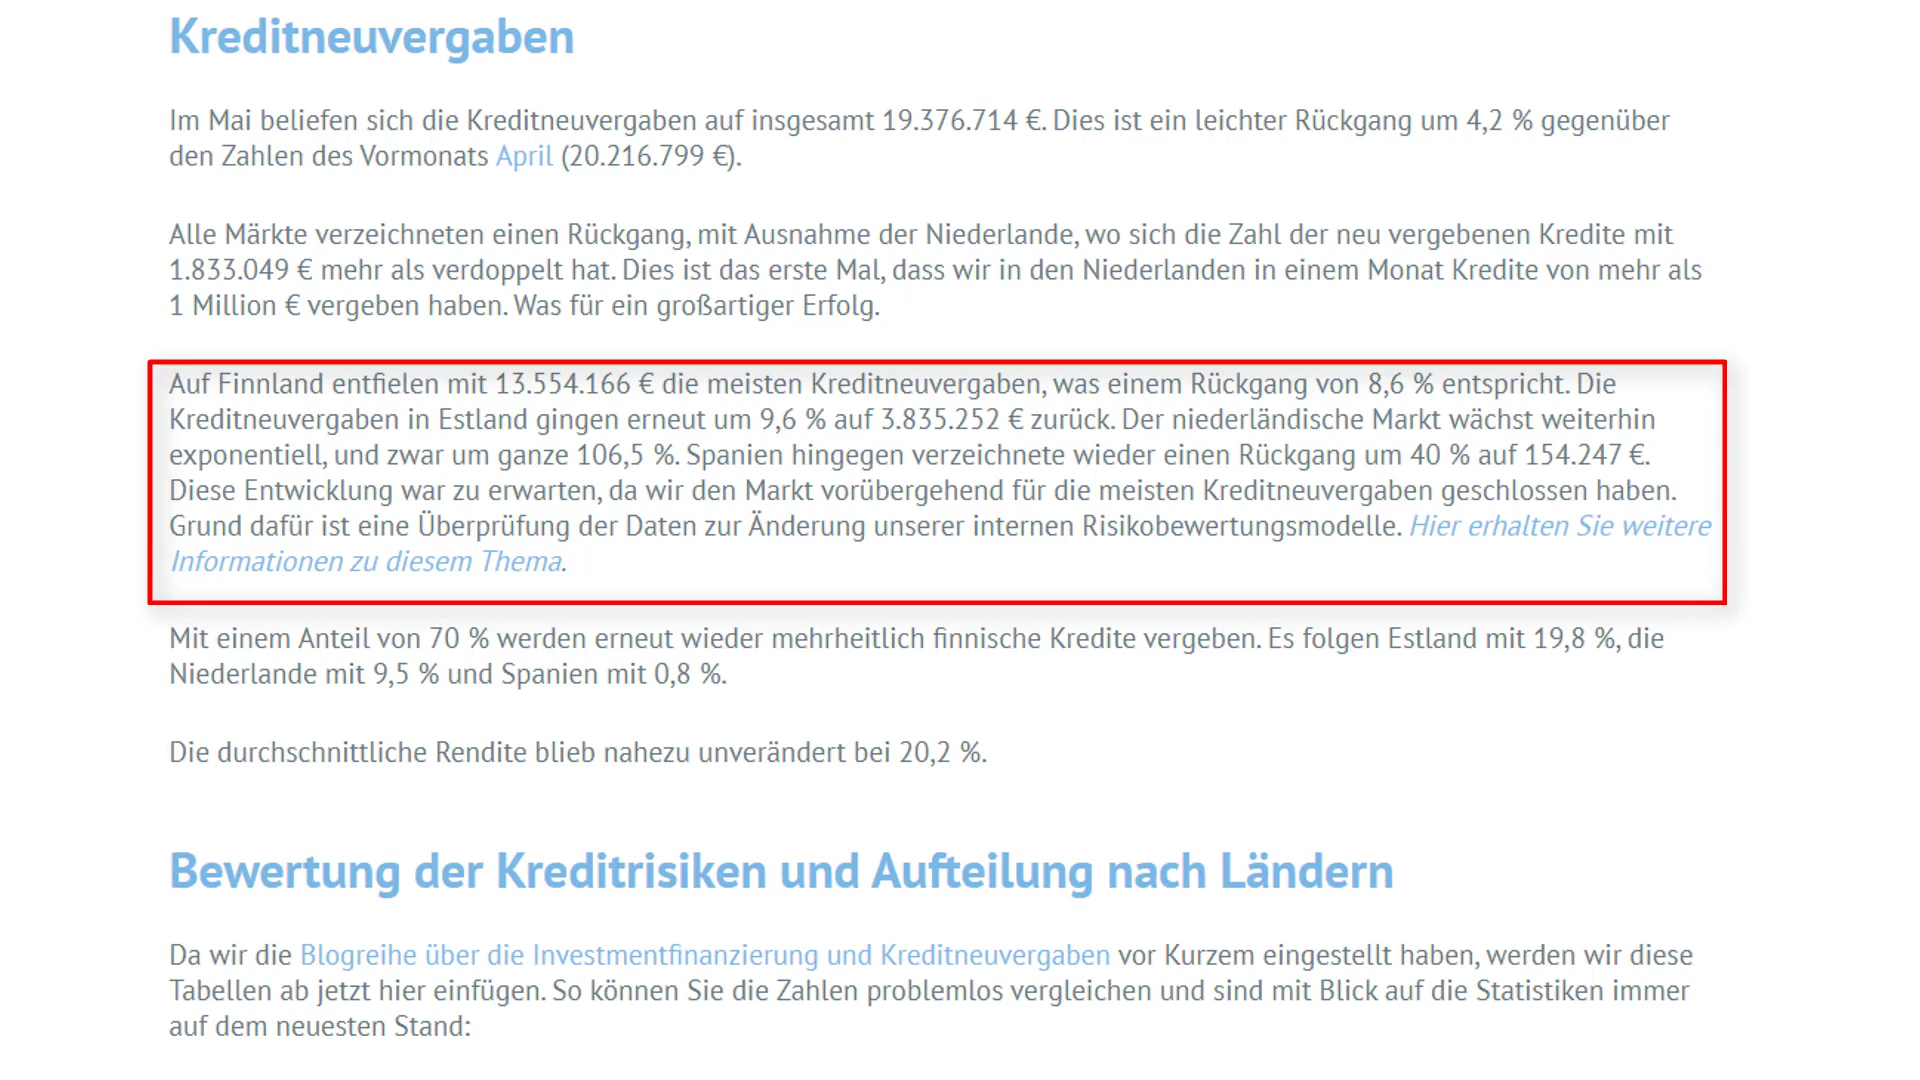 Kreditneuvergaben
Im Mai beliefen sich die Kreditneuvergaben auf insgesamt 19.376.714 €. Dies ist ein leichter Rückgang um 4,2 % gegenüber
den Zahlen des Vormonats April (20.216.799 €).
Alle Märkte verzeichneten einen Rückgang, mit Ausnahme der Niederlande, wo sich die Zahl der neu vergebenen Kredite mit
1.833.049 € mehr als verdoppelt hat. Dies ist das erste Mal, dass wir in den Niederlanden in einem Monat Kredite von mehr als
1 Million € vergeben haben. Was für ein großartiger Erfolg.
Auf Finnland entfielen mit 13.554.166 € die meisten Kreditneuvergaben, was einem Rückgang von 8,6 % entspricht. Die
Kreditneuvergaben in Estland gingen erneut um 9,6 % auf 3.835.252 € zurück. Der niederländische Markt wächst weiterhin
exponentiell, und zwar um ganze 106,5 %. Spanien hingegen verzeichnete wieder einen Rückgang um 40 % auf 154.247 €.
Diese Entwicklung war zu erwarten, da wir den Markt vorübergehend für die meisten Kreditneuvergaben geschlossen haben.
Grund dafür ist eine Überprüfung der Daten zur Änderung unserer internen Risikobewertungsmodelle. Hier erhalten Sie weitere
Informationen zu diesem Thema.
Mit einem Anteil von 70 % werden erneut wieder mehrheitlich finnische Kredite vergeben. Es folgen Estland mit 19,8 %, die
Niederlande mit 9,5 % und Spanien mit 0,8 %.
Die durchschnittliche Rendite blieb nahezu unverändert bei 20,2 %.
Bewertung der Kreditrisiken und Aufteilung nach Ländern
Da wir die Blogreihe über die Investmentfinanzierung und Kreditneuvergaben vor Kurzem eingestellt haben, werden wir diese
Tabellen ab jetzt hier einfügen. So können Sie die Zahlen problemlos vergleichen und sind mit Blick auf die Statistiken immer
auf dem neuesten Stand: